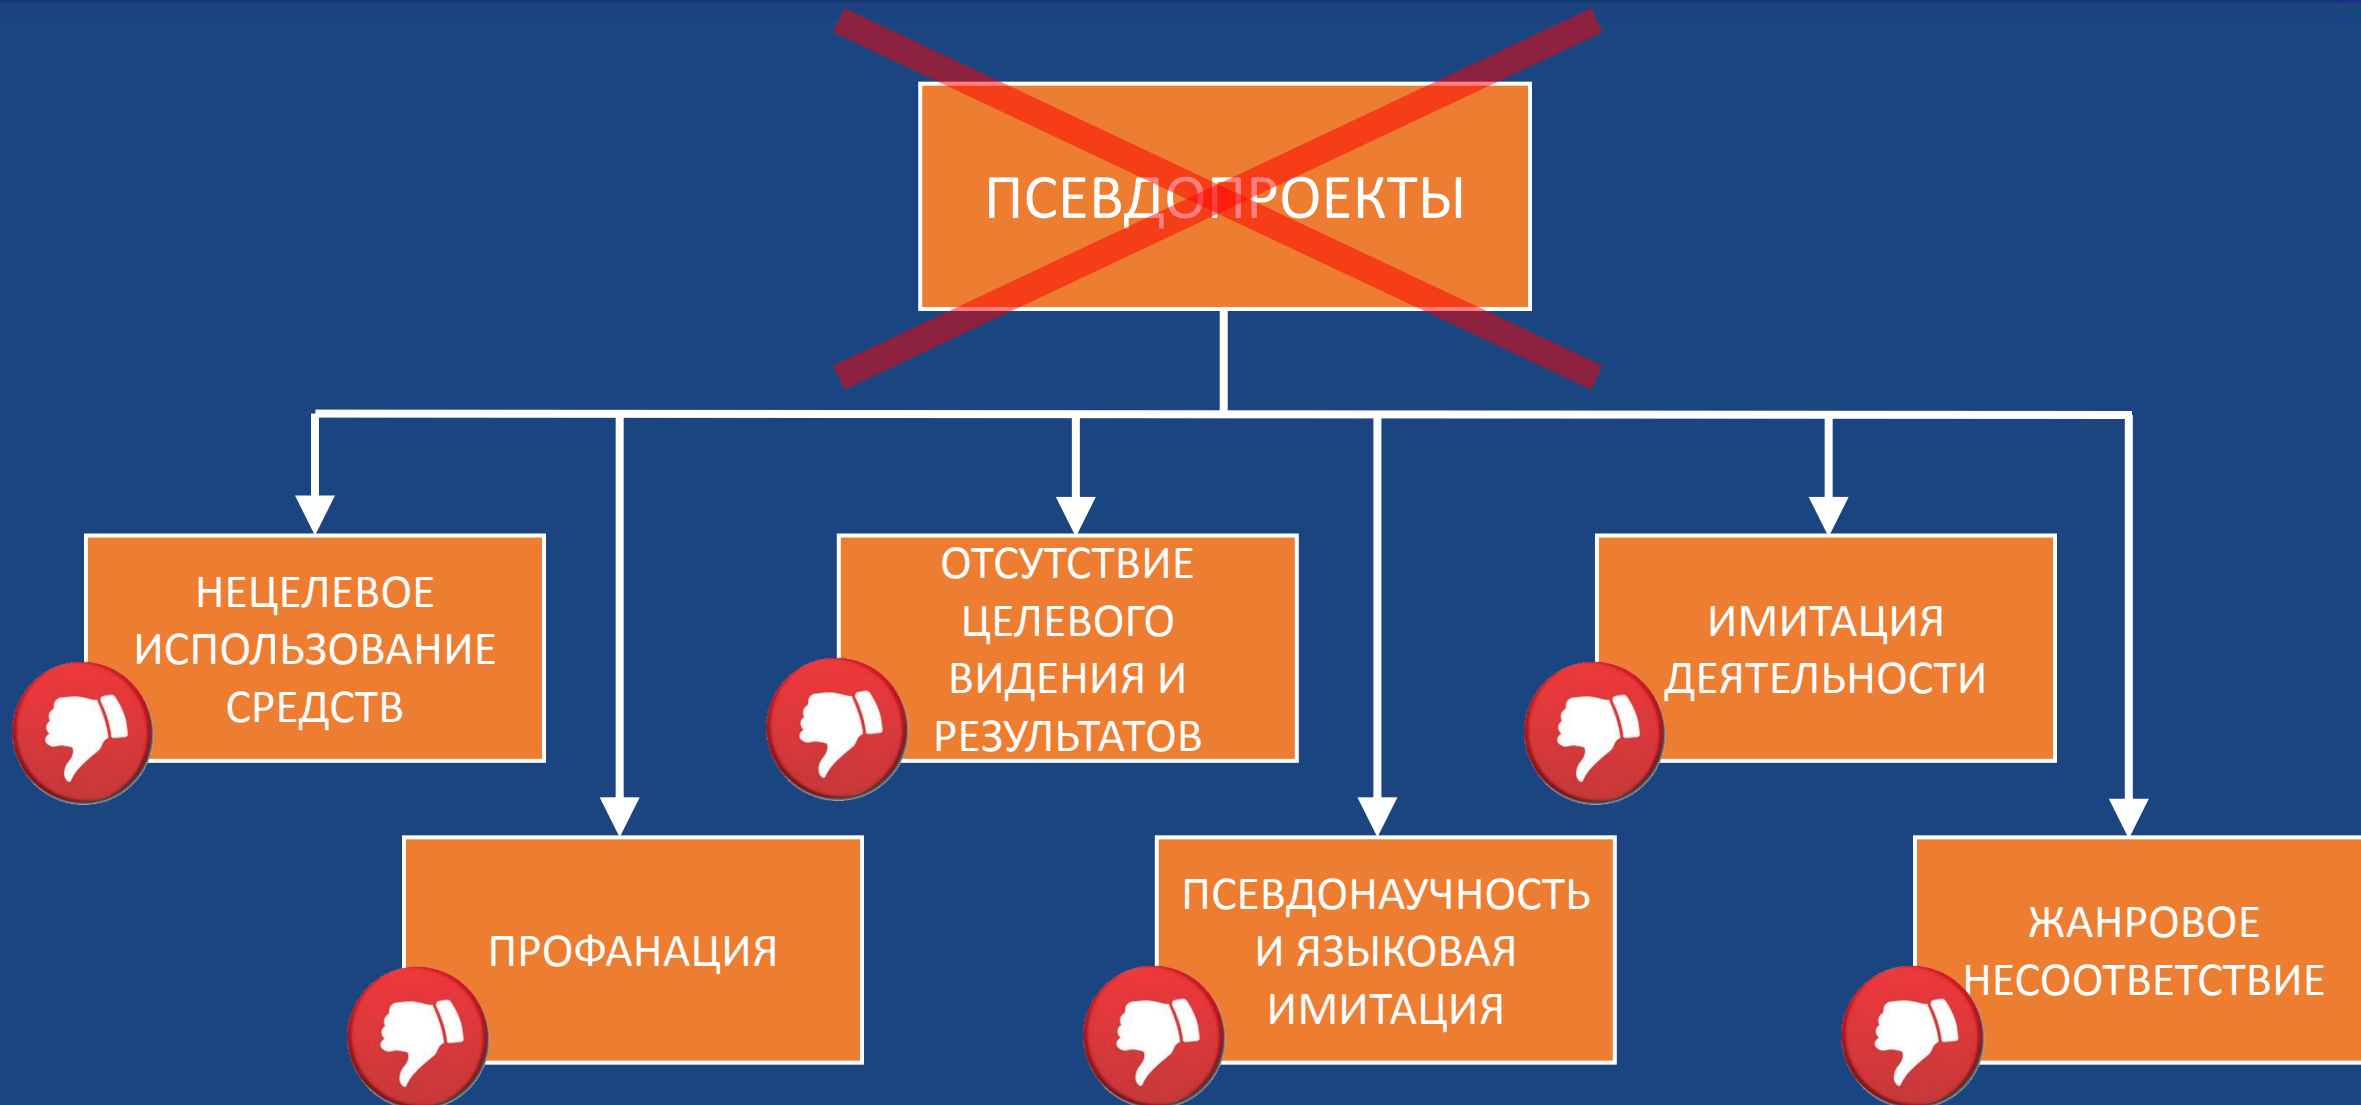 ПСЕВДОПРОЕКТЫ
НЕЦЕЛЕВОЕ
ИСПОЛЬЗОВАНИЕ
СРЕДСТВ
ОТСУТСТВИЕ
ЦЕЛЕВОГО
ВИДЕНИЯ И
РЕЗУЛЬТАТОВ
ИМИТАЦИЯ
ДЕЯТЕЛЬНОСТИ
ПРОФАНАЦИЯ
ПСЕВДОНАУЧНОСТЬ
И ЯЗЫКОВАЯ
ИМИТАЦИЯ
ЖАНРОВОЕ
НЕСООТВЕТСТВИЕ